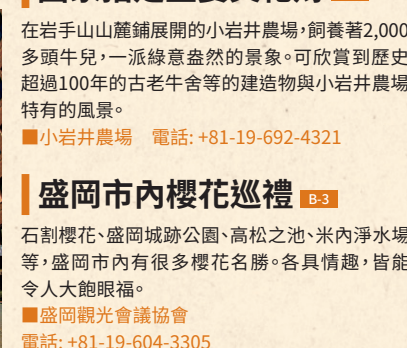 在岩手山山麓鋪展開的小岩井農場，飼養著2,000
多頭牛兒，一派綠意盎然的景象。可欣賞到歷史
超過100年的古老牛舍等的建造物與小岩井農場
特有的風景。
■小岩井農場　電話: +81-19-692-4321
盛岡市內櫻花巡禮 B-3
石割櫻花、盛岡城跡公園、高松之池、米內淨水場
等，盛岡市內有很多櫻花名勝。各具情趣，皆能
令人大飽眼福。
■盛岡觀光會議協會
電話: +81-19-604-3305